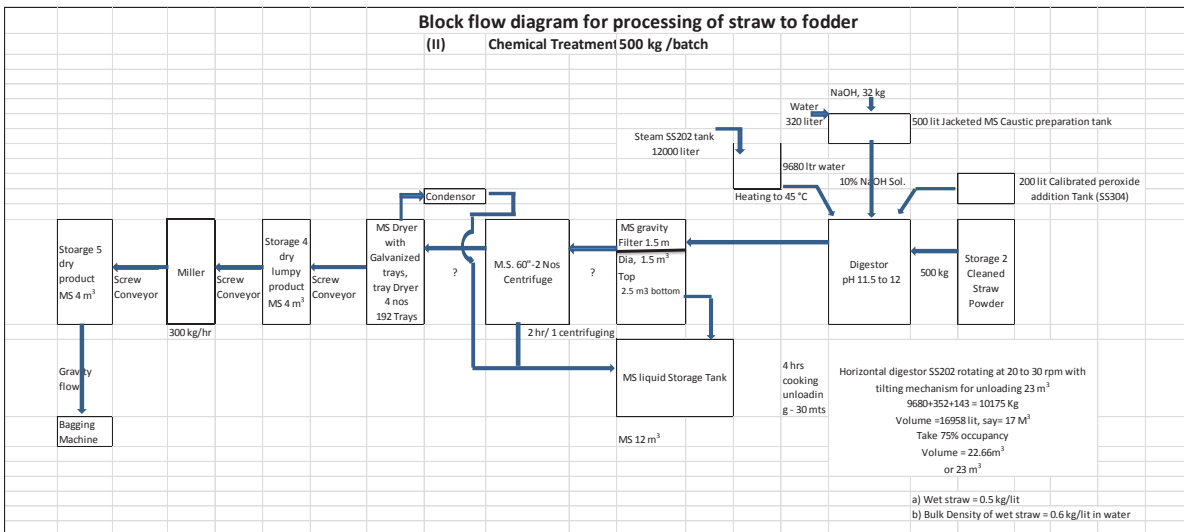 Block flow diagram for processing of straw to fodder
(II) Chemical Treatment 500 kg /batch
NaOH, 32 kg
Water
320 liter
500 lit Jacketed MS Caustic preparation tank
Steam SS202 tank
12000 liter
9680 ltr water
Heating to 45 °C
10% NaOH Sol.
200 lit Calibrated peroxide
addition Tank (SS304)
Condensor
Stoarge 5
dry
product
MS 4 m³
Screw
Conveyor
Miller
300 kg/hr
Screw
Conveyor
Storage 4
dry
lumpy
product
MS 4 m³
Screw
Conveyor
MS Dryer
with
Galvanized
trays,
tray Dryer
4 nos
192 Trays
?
M.S. 60"-2 Nos
Centrifuge
?
2 hr/ 1 centrifuging
MS gravity
Filter 1.5 m
Dia, 1.5 m³
Top
2.5 m3 bottom
Digestor
pH 11.5 to 12
500 kg
Storage 2
Cleaned
Straw
Powder
Gravity
flow
Bagging
Machine
MS liquid Storage Tank
MS 12 m³
4 hrs
cooking
unloadin
g - 30 mts
Horizontal digestor SS202 rotating at 20 to 30 rpm with
tilting mechanism for unloading 23 m³
9680+352+143 = 10175 Kg
Volume =16958 lit, say= 17 M³
Take 75% occupancy
Volume = 22.66m³
or 23 m³
a) Wet straw = 0.5 kg/lit
b) Bulk Density of wet straw = 0.6 kg/lit in water